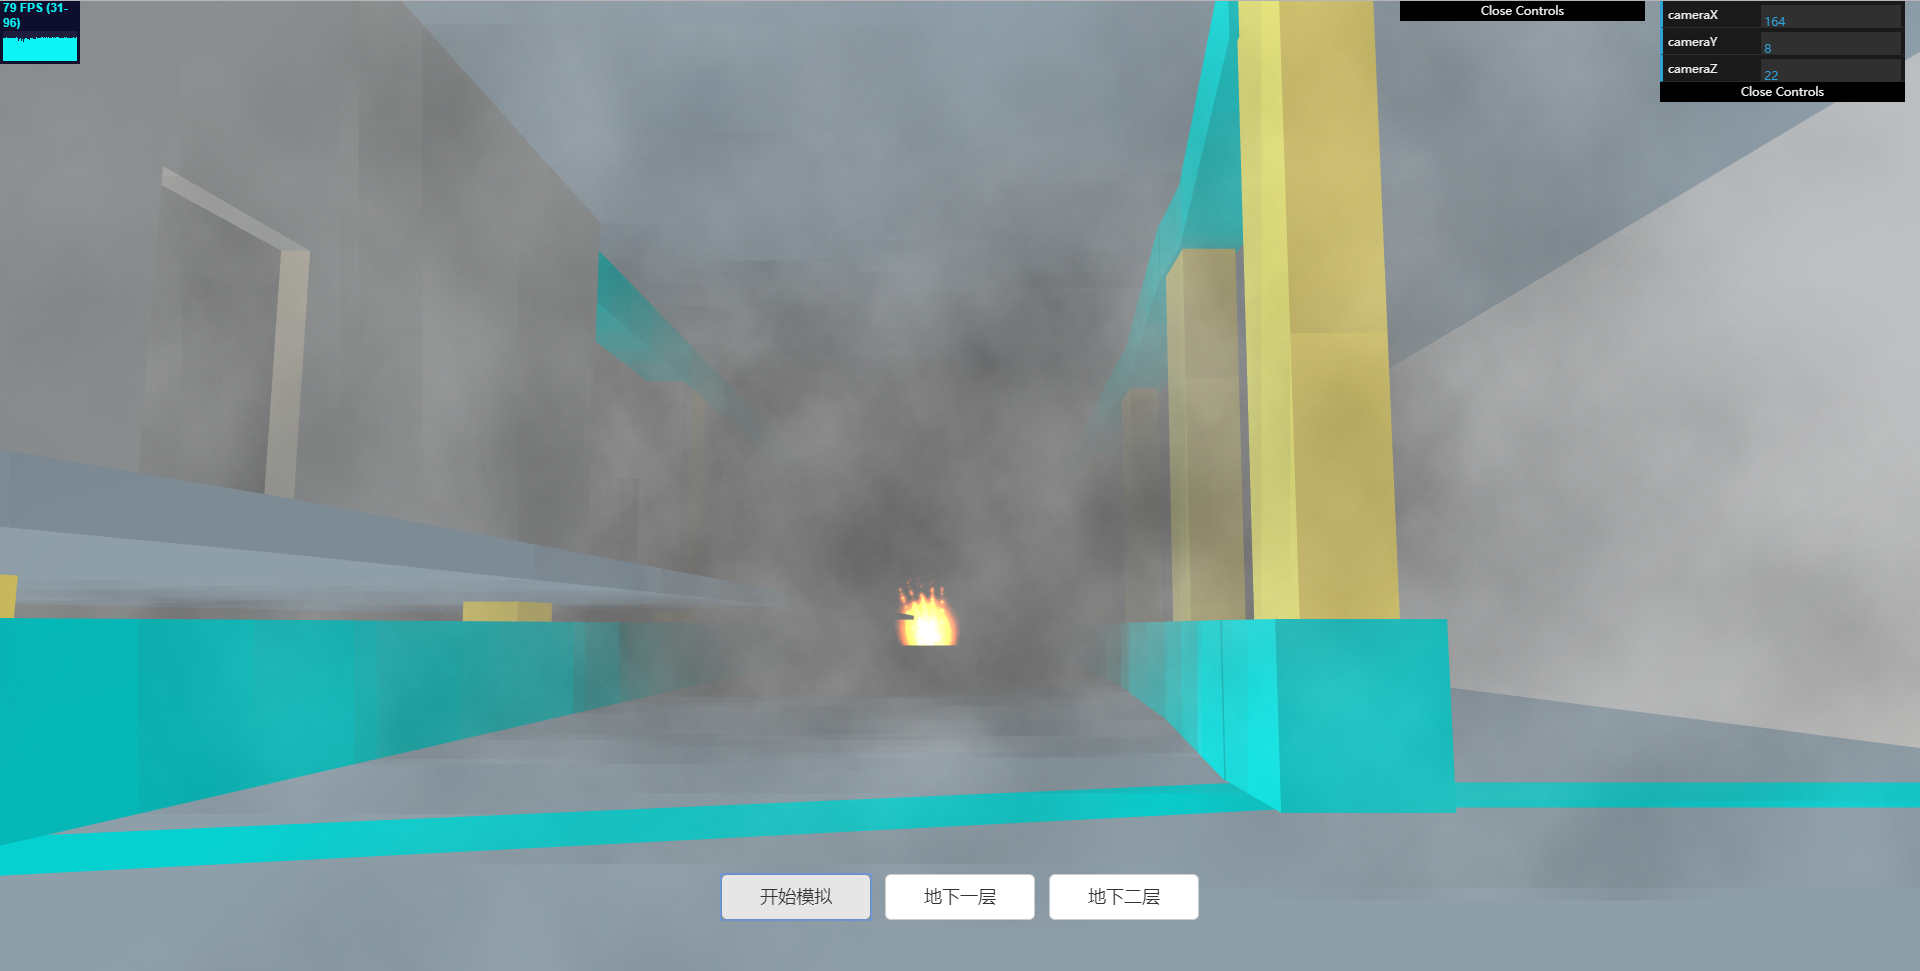 79 FPS (31-
96)
Close Controls
cameraX 164
cameraY 8
cameraZ 22
Close Controls
开始模拟 地下一层 地下二层